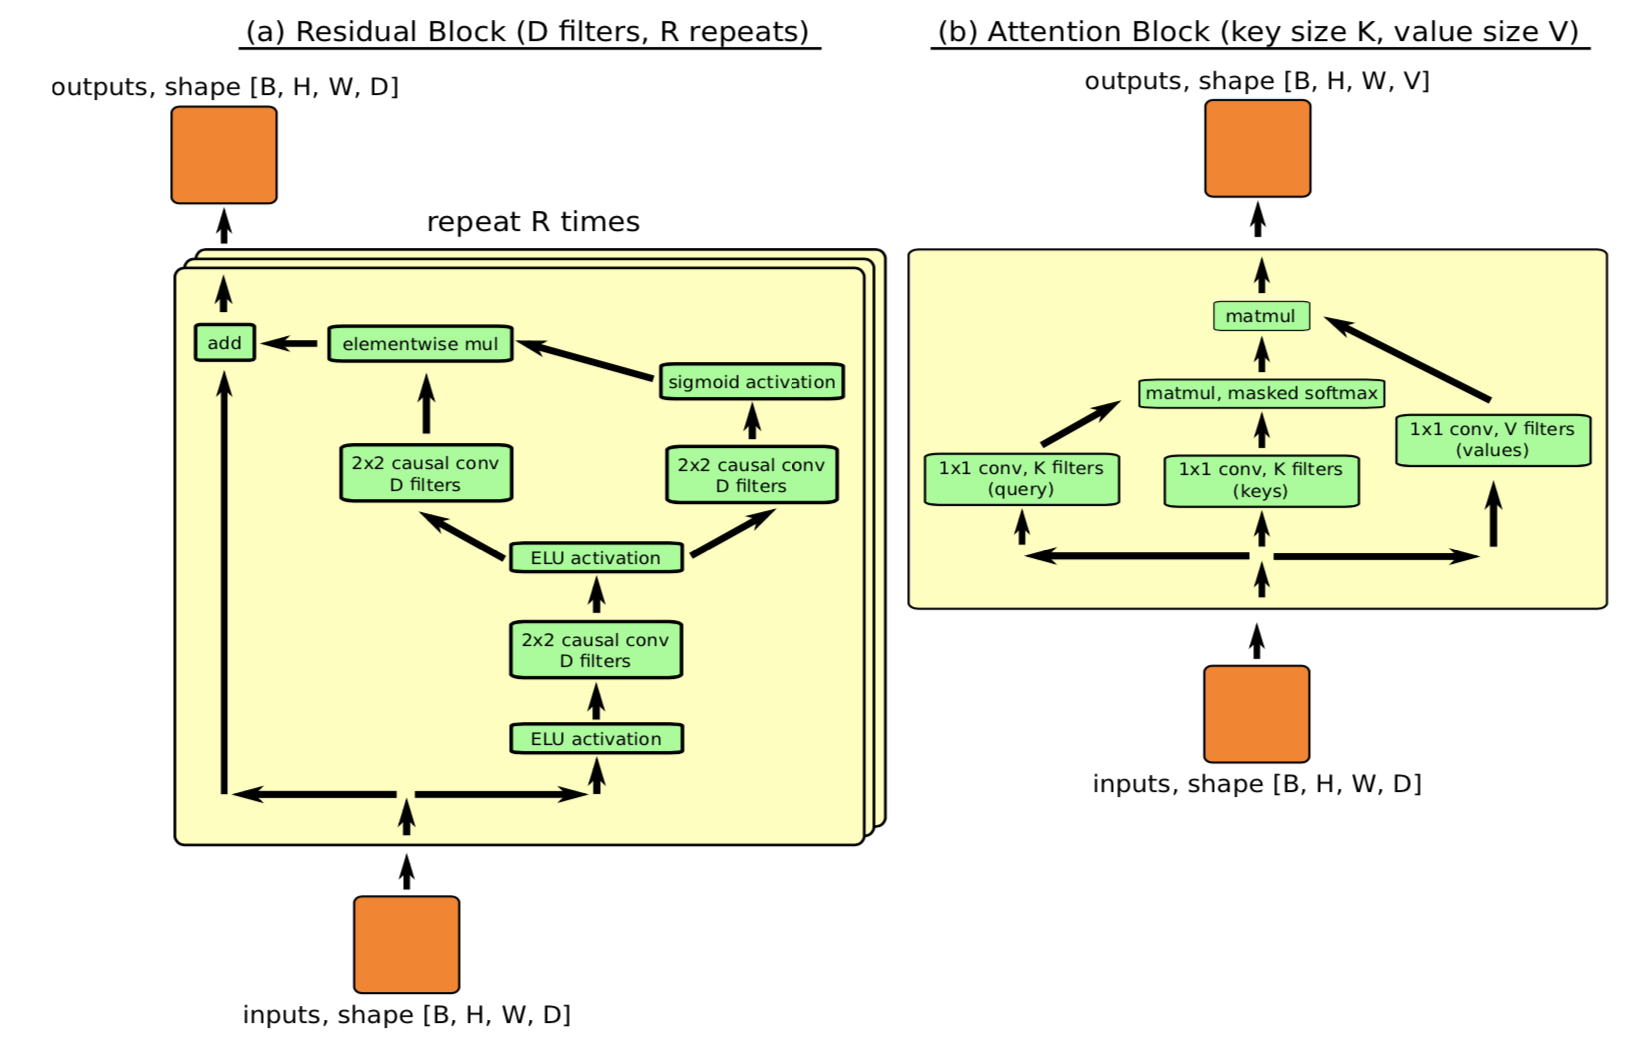 (a) Residual Block (D filters, R repeats)
outputs, shape [B, H, W, D]
repeat R times
add
elementwise mul
sigmoid activation
2x2 causal conv
D filters
2x2 causal conv
D filters
ELU activation
2x2 causal conv
D filters
ELU activation
inputs, shape [B, H, W, D]
(b) Attention Block (key size K, value size V)
outputs, shape [B, H, W, V]
matmul
matmul, masked softmax
1x1 conv, V filters
(values)
1x1 conv, K filters
(query)
1x1 conv, K filters
(keys)
inputs, shape [B, H, W, D]